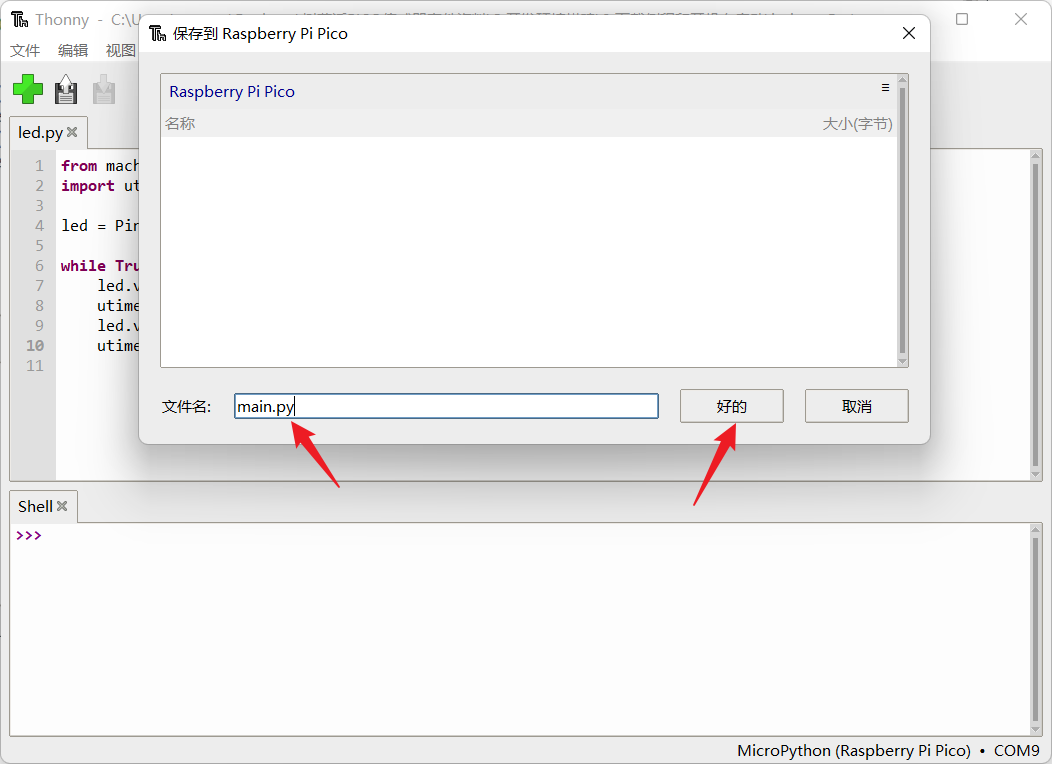 Thonny - C:\U
保存到 Raspberry Pi Pico
文件 编辑 视图
Raspberry Pi Pico
名称 大小(字节)
led.py
1 from mach
2 import ut
3
4 led = Pin
5
6 while Tru
7 led.v
8 utime
9 led.v
10 utime
11
文件名: main.py 好的 取消
Shell
>>>
MicroPython (Raspberry Pi Pico) • COM9